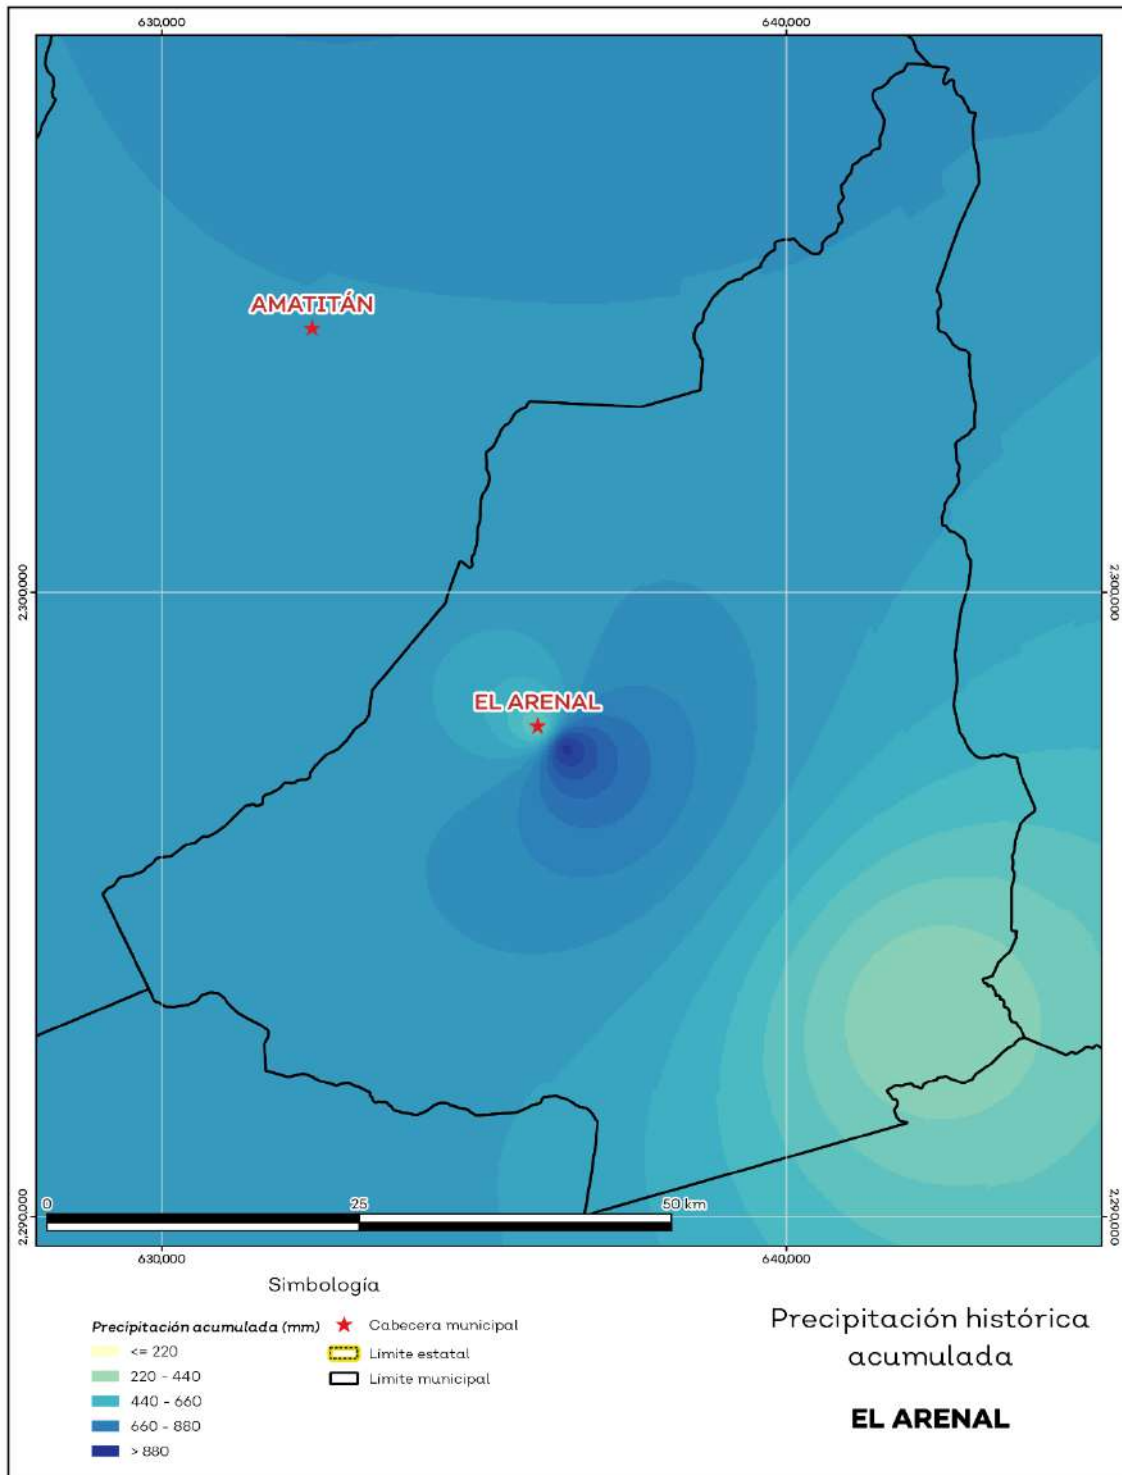 630,000 640,000
AMATITÁN
2,300,000 2,300,000
EL ARENAL
0 25 50 km
2,290,000 2,290,000
630,000 640,000
Simbología
Precipitación acumulada (mm)
<= 220
220 - 440
440 - 660
660 - 880
> 880
Cabecera municipal
Límite estatal
Límite municipal
Precipitación histórica
acumulada
EL ARENAL